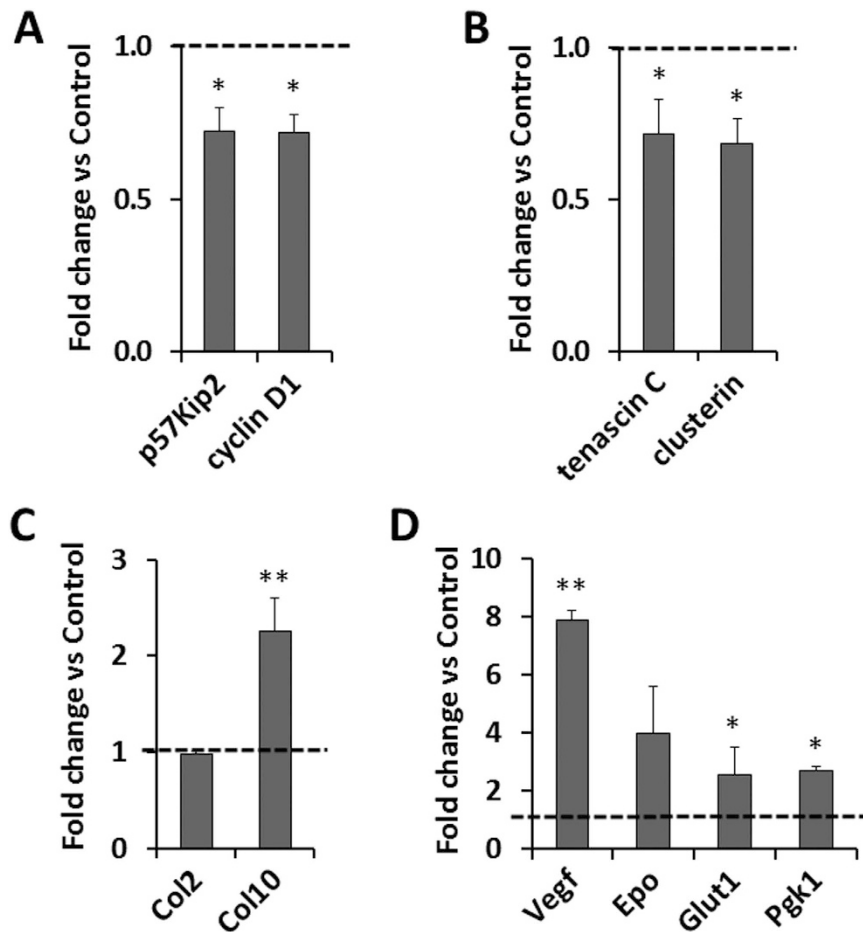 A
Fold change vs Control
1.0
0.5
0.0
*
*
p57Kip2
cyclin D1
B
Fold change vs Control
1.0
0.5
0.0
*
*
tenascin C
clusterin
C
Fold change vs Control
3
2
1
0
**
Col2
Col10
D
Fold change vs Control
10
8
6
4
2
0
**
*
*
Vegf
Epo
Glut1
Pgk1